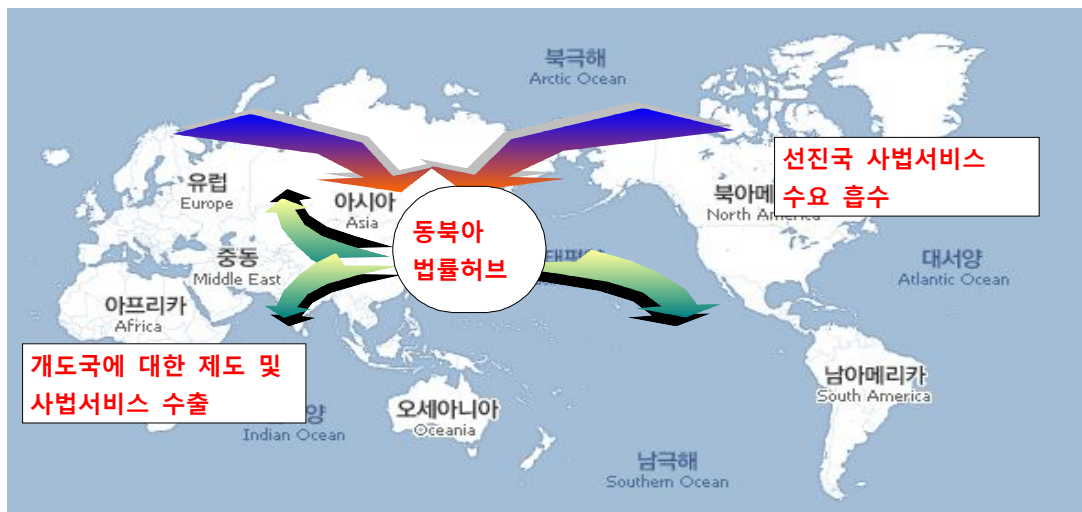 북극해
Arctic Ocean
선진국 사법서비스
수요 흡수
유럽
Europe
아시아
Asia
북아메
North America
동북아
법률허브
중동
Middle East
대서양
Atlantic Ocean
아프리카
Africa
개도국에 대한 제도 및
사법서비스 수출
남아메리카
South America
오세아니아
Oceania
양
Indian Ocean
남극해
Southern Ocean